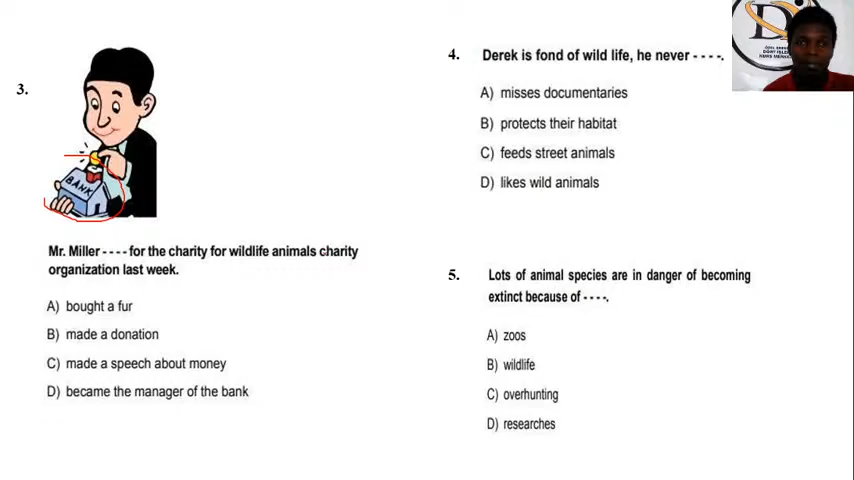 3.
BANK
Mr. Miller - - - - for the charity for wildlife animals charity
organization last week.
A) bought a fur
B) made a donation
C) made a speech about money
D) became the manager of the bank
4. Derek is fond of wild life, he never - - - -.
A) misses documentaries
B) protects their habitat
C) feeds street animals
D) likes wild animals
5. Lots of animal species are in danger of becoming
extinct because of - - - -.
A) zoos
B) wildlife
C) overhunting
D) researches